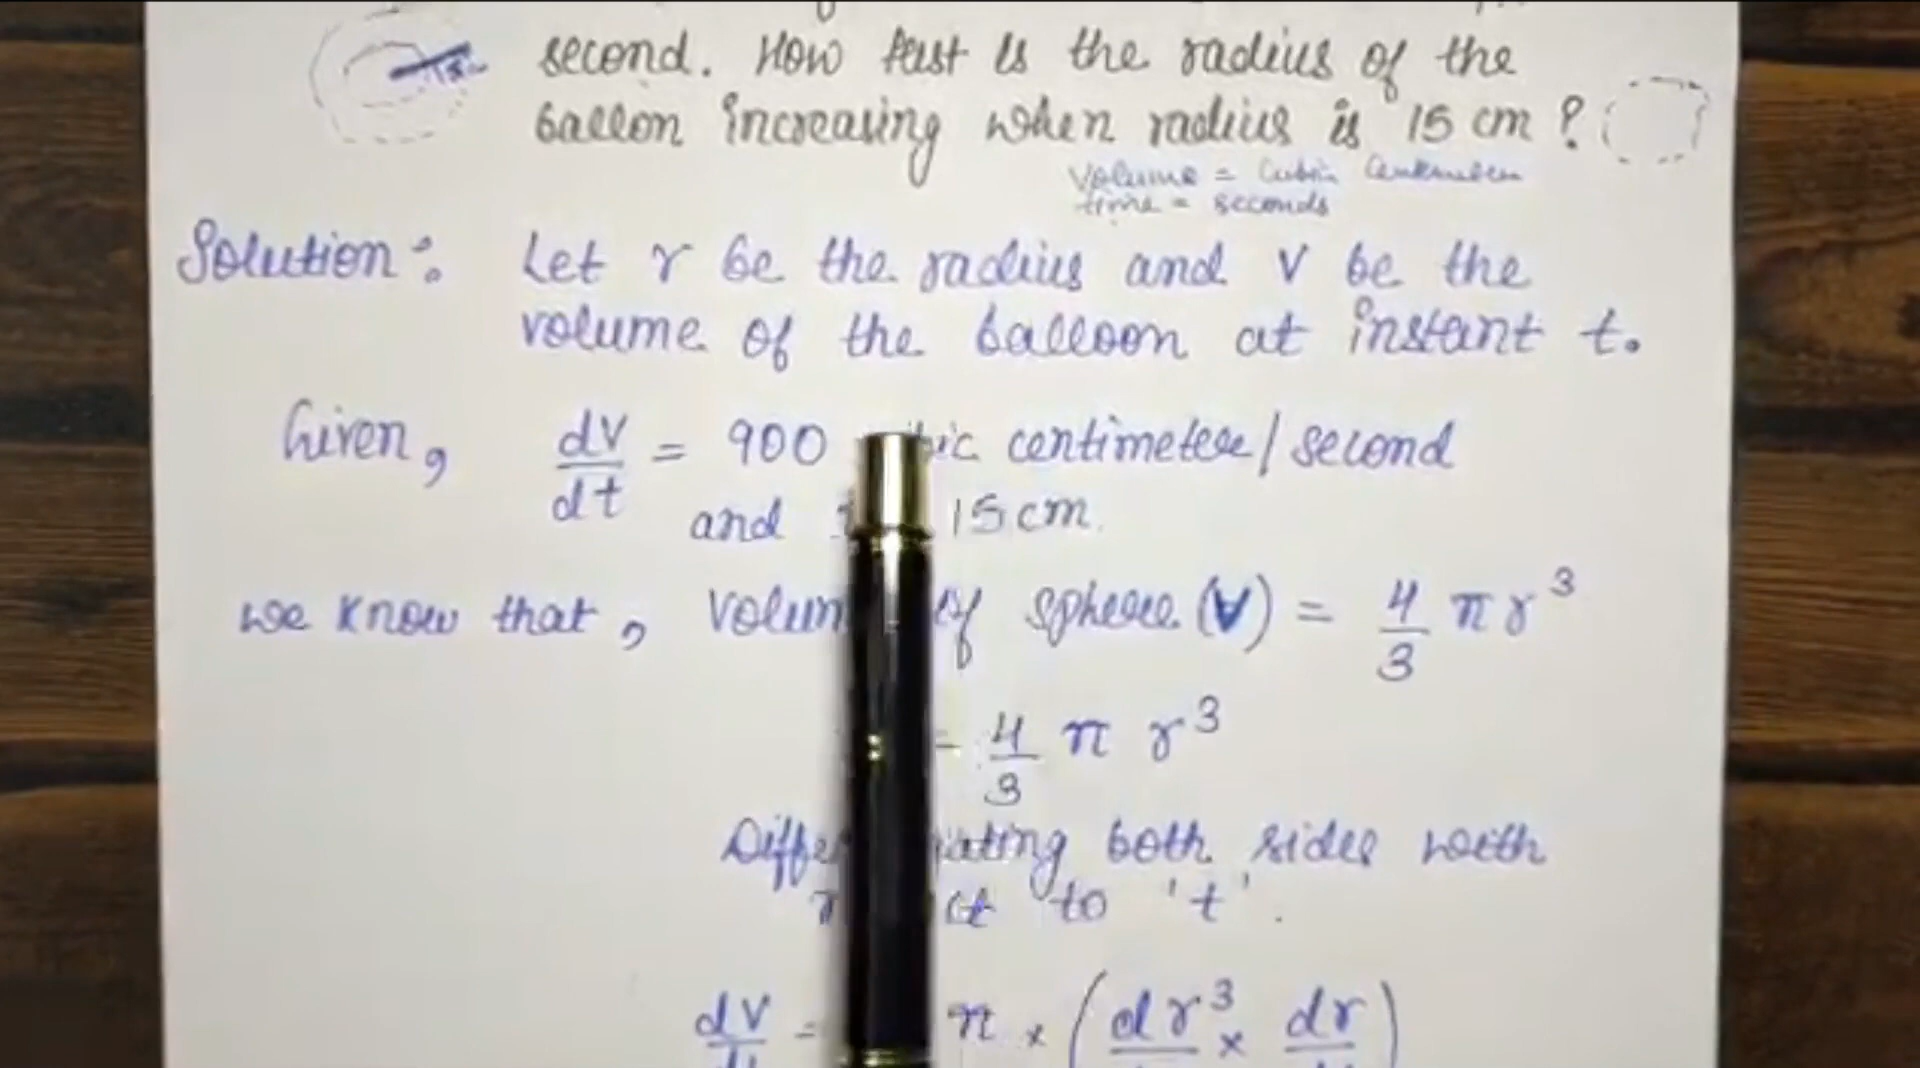 second. How fast is the radius of the
ballon increasing when radius is 15 cm ?
volume = Cubic Centimeter
time = seconds
Solution : Let r be the radius and V be the
volume of the balloon at instant t.
Given, dV/dt = 900 centimetere/second
and 15 cm.
we know that, of sphere (V) = 4/3 π r³
= 4/3 π r³
both sides with
to 't'.
dV = π × ( dr³ × dr )